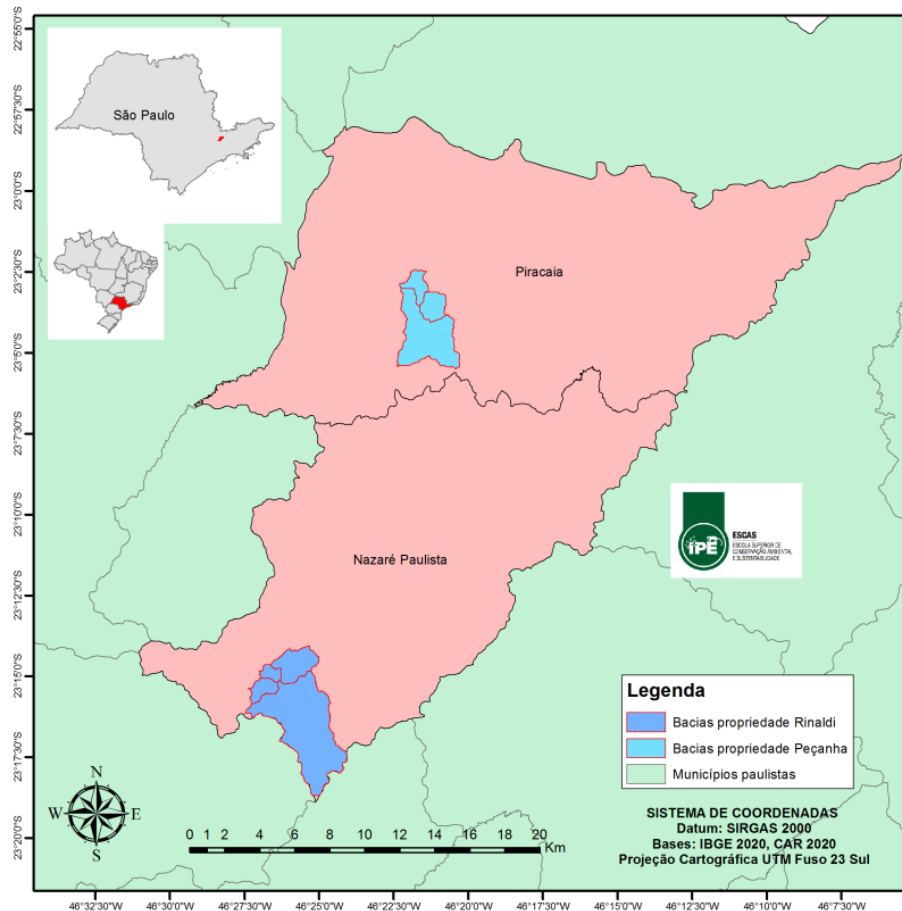 São Paulo
Piracaia
Nazaré Paulista
IPÊ
ESCAS
ESCOLA SUPERIOR DE
CONSERVAÇÃO AMBIENTAL
E SUSTENTABILIDADE
Legenda
Bacias propriedade Rinaldi
Bacias propriedade Peçanha
Municípios paulistas
N
W
E
S
0 1 2 4 6 8 10 12 14 16 18 20
Km
SISTEMA DE COORDENADAS
Datum: SIRGAS 2000
Bases: IBGE 2020, CAR 2020
Projeção Cartográfica UTM Fuso 23 Sul
22°55'0"S
22°57'30"S
23°0'0"S
23°2'30"S
23°5'0"S
23°7'30"S
23°10'0"S
23°12'30"S
23°15'0"S
23°17'30"S
23°20'0"S
46°32'30"W
46°30'0"W
46°27'30"W
46°25'0"W
46°22'30"W
46°20'0"W
46°17'30"W
46°15'0"W
46°12'30"W
46°10'0"W
46°7'30"W